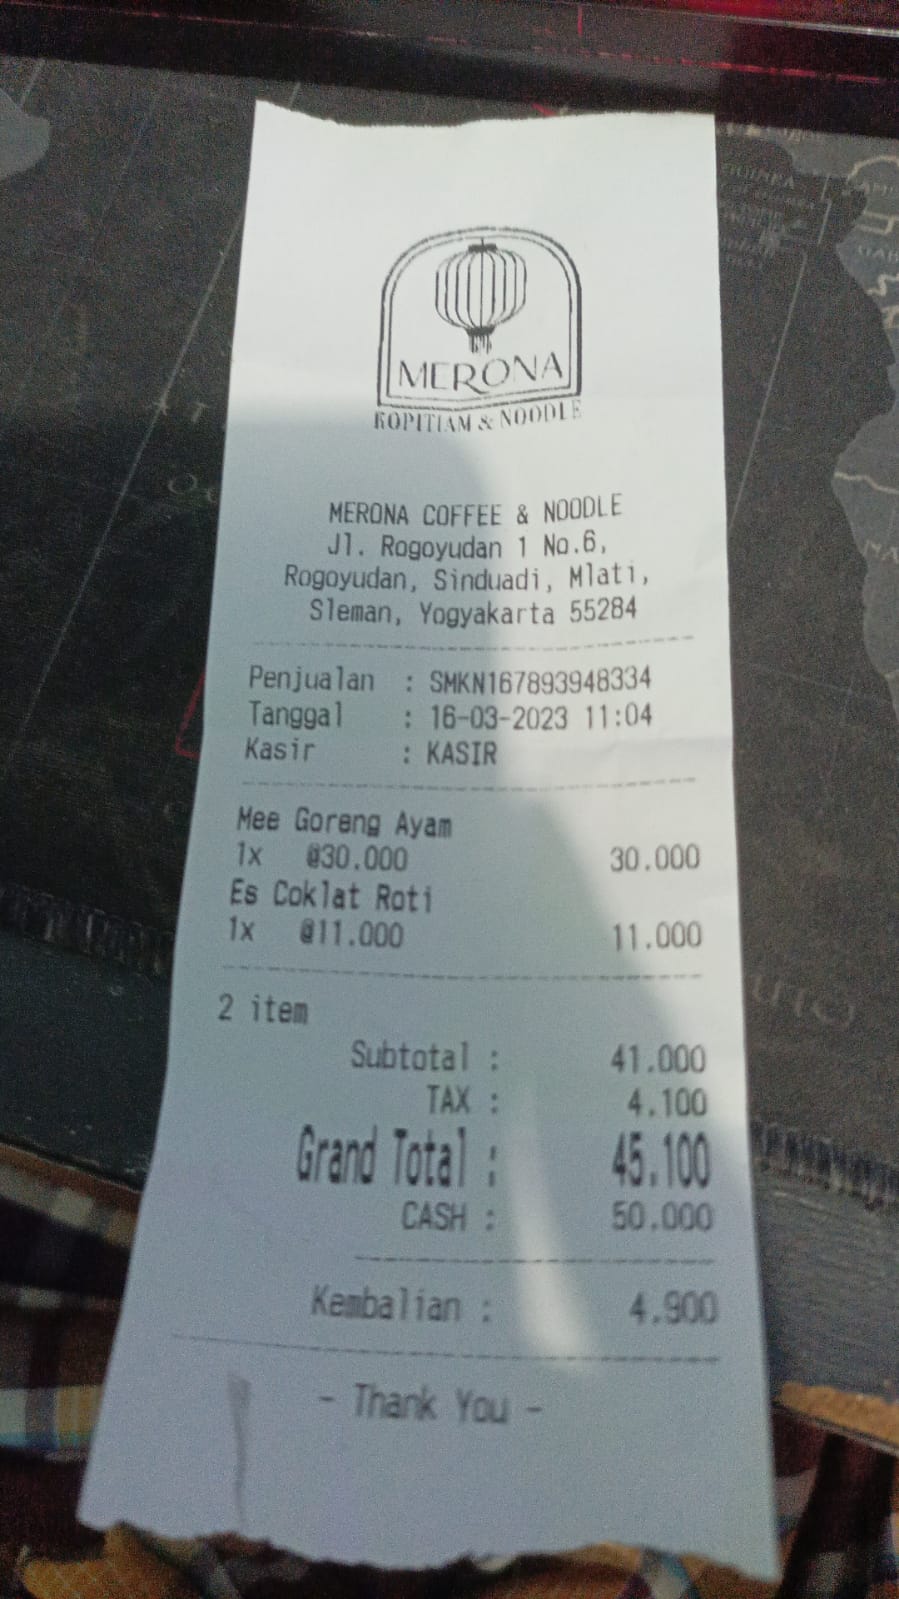 MERONA
KOPITIAM & NOODLE
MERONA COFFEE & NOODLE
Jl. Rogoyudan 1 No.6,
Rogoyudan, Sinduadi, Mlati,
Sleman, Yogyakarta 55284
Penjualan : SMKN167893948334
Tanggal : 16-03-2023 11:04
Kasir : KASIR
Mee Goreng Ayam
1x @30.000 30.000
Es Coklat Roti
1x @11.000 11.000
2 item
Subtotal : 41.000
TAX : 4.100
Grand Total : 45.100
CASH : 50.000
Kembalian : 4.900
- Thank You -